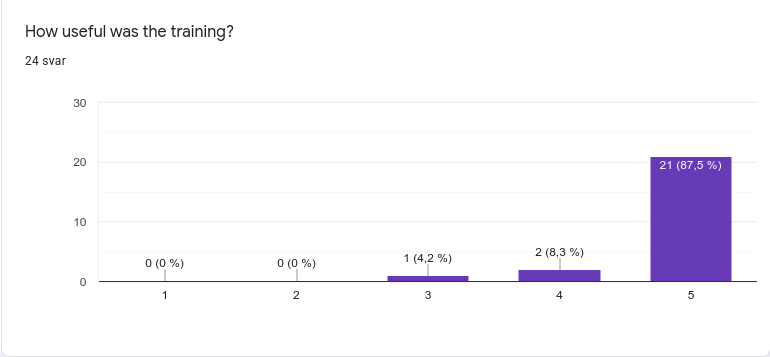 How useful was the training?
24 svar
30
20
10
0
0 (0 %)
0 (0 %)
1 (4,2 %)
2 (8,3 %)
21 (87,5 %)
1
2
3
4
5